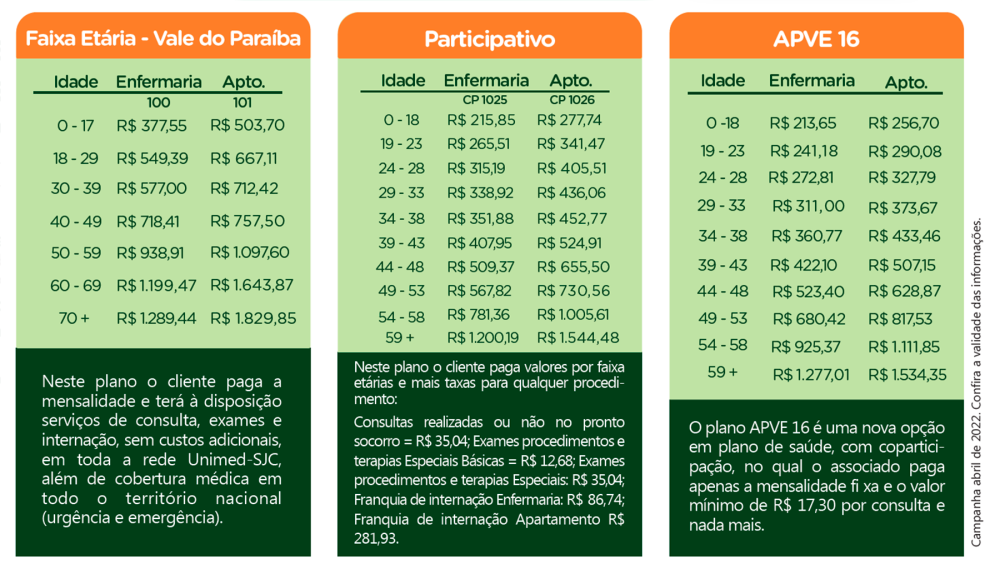 Faixa Etária - Vale do Paraíba
Idade Enfermaria Apto.
100 101
0 - 17 R$ 377,55 R$ 503,70
18 - 29 R$ 549,39 R$ 667,11
30 - 39 R$ 577,00 R$ 712,42
40 - 49 R$ 718,41 R$ 757,50
50 - 59 R$ 938,91 R$ 1.097,60
60 - 69 R$ 1.199,47 R$ 1.643,87
70 + R$ 1.289,44 R$ 1.829,85
Neste plano o cliente paga a
mensalidade e terá à disposição
serviços de consulta, exames e
internação, sem custos adicionais,
em toda a rede Unimed-SJC,
além de cobertura médica em
todo o território nacional
(urgência e emergência).
Participativo
Idade Enfermaria Apto.
CP 1025 CP 1026
0 - 18 R$ 215,85 R$ 277,74
19 - 23 R$ 265,51 R$ 341,47
24 - 28 R$ 315,19 R$ 405,51
29 - 33 R$ 338,92 R$ 436,06
34 - 38 R$ 351,88 R$ 452,77
39 - 43 R$ 407,95 R$ 524,91
44 - 48 R$ 509,37 R$ 655,50
49 - 53 R$ 567,82 R$ 730,56
54 - 58 R$ 781,36 R$ 1.005,61
59 + R$ 1.200,19 R$ 1.544,48
Neste plano o cliente paga valores por faixa
etárias e mais taxas para qualquer procedi-
mento:
Consultas realizadas ou não no pronto
socorro = R$ 35,04; Exames procedimentos e
terapias Especiais Básicas = R$ 12,68; Exames
procedimentos e terapias Especiais: R$ 35,04;
Franquia de internação Enfermaria: R$ 86,74;
Franquia de internação Apartamento R$
281,93.
APVE 16
Idade Enfermaria Apto.
0 -18 R$ 213,65 R$ 256,70
19 - 23 R$ 241,18 R$ 290,08
24 - 28 R$ 272,81 R$ 327,79
29 - 33 R$ 311,00 R$ 373,67
34 - 38 R$ 360,77 R$ 433,46
39 - 43 R$ 422,10 R$ 507,15
44 - 48 R$ 523,40 R$ 628,87
49 - 53 R$ 680,42 R$ 817,53
54 - 58 R$ 925,37 R$ 1.111,85
59 + R$ 1.277,01 R$ 1.534,35
O plano APVE 16 é uma nova opção
em plano de saúde, com copartici-
pação, no qual o associado paga
apenas a mensalidade fi xa e o valor
mínimo de R$ 17,30 por consulta e
nada mais.
Campanha abril de 2022. Confira a validade das informações.